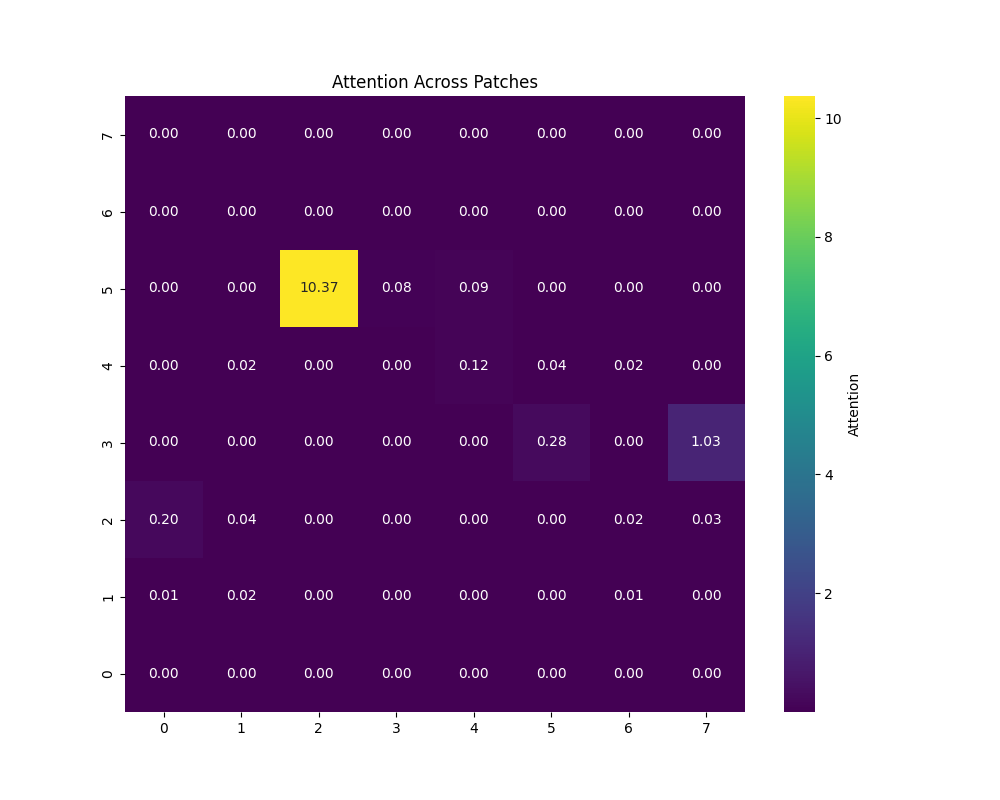 Attention Across Patches
7 0.00 0.00 0.00 0.00 0.00 0.00 0.00 0.00
6 0.00 0.00 0.00 0.00 0.00 0.00 0.00 0.00
5 0.00 0.00 10.37 0.08 0.09 0.00 0.00 0.00
4 0.00 0.02 0.00 0.00 0.12 0.04 0.02 0.00
3 0.00 0.00 0.00 0.00 0.00 0.28 0.00 1.03
2 0.20 0.04 0.00 0.00 0.00 0.00 0.02 0.03
1 0.01 0.02 0.00 0.00 0.00 0.00 0.01 0.00
0 0.00 0.00 0.00 0.00 0.00 0.00 0.00 0.00
0 1 2 3 4 5 6 7
10
8
6
4
2
Attention